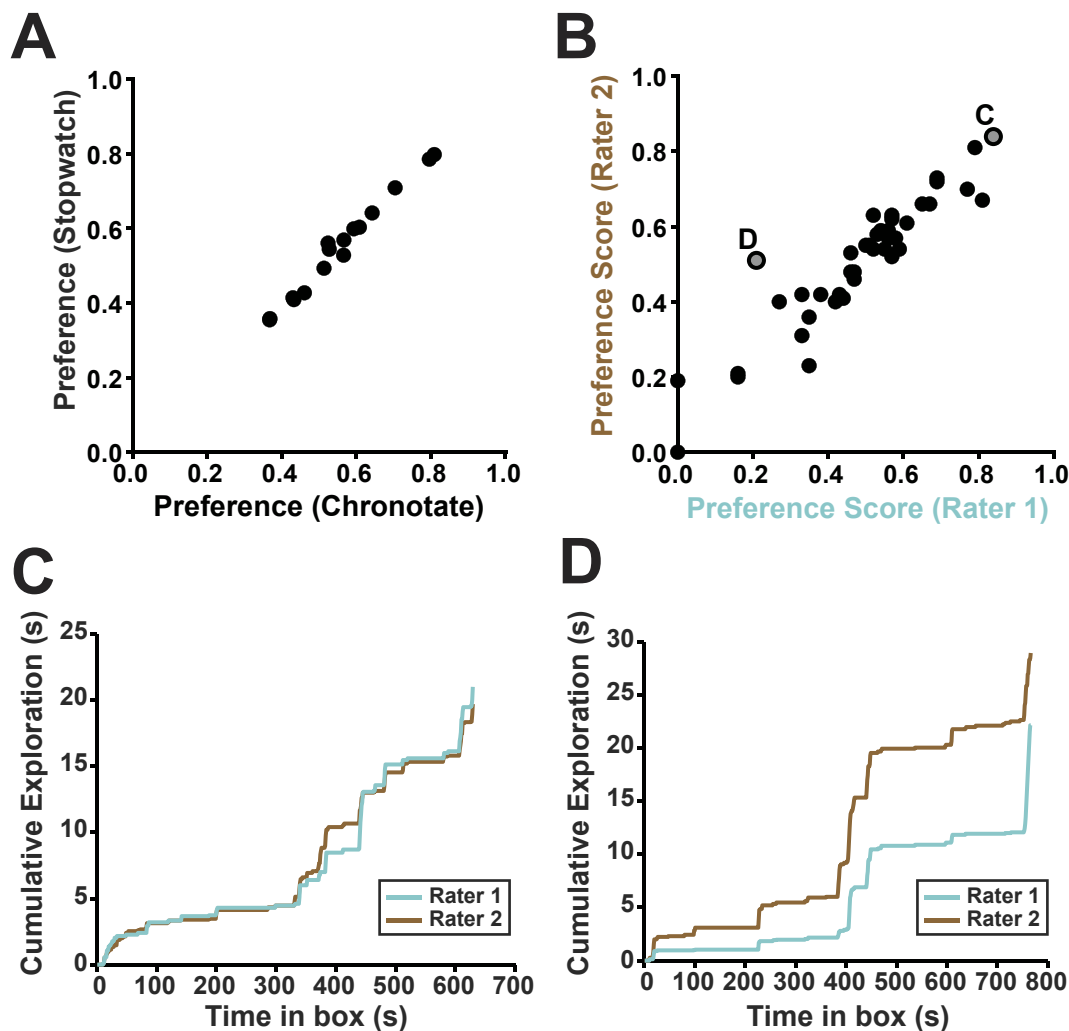 A
Preference (Stopwatch)
1.0
0.8
0.6
0.4
0.2
0.0
0.0 0.2 0.4 0.6 0.8 1.0
Preference (Chronotate)
B
Preference Score (Rater 2)
1.0
0.8
0.6
0.4
0.2
0.0
C
D
0.0 0.2 0.4 0.6 0.8 1.0
Preference Score (Rater 1)
C
Cumulative Exploration (s)
25
20
15
10
5
0
Rater 1
Rater 2
0 100 200 300 400 500 600 700
Time in box (s)
D
Cumulative Exploration (s)
30
25
20
15
10
5
0
Rater 1
Rater 2
0 100 200 300 400 500 600 700 800
Time in box (s)